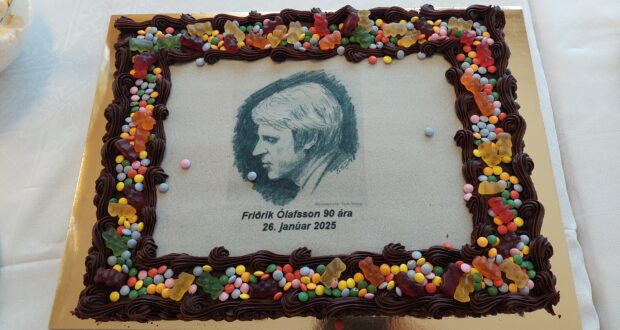 Friðrik Ólafsson 90 ára
26. janúar 2025